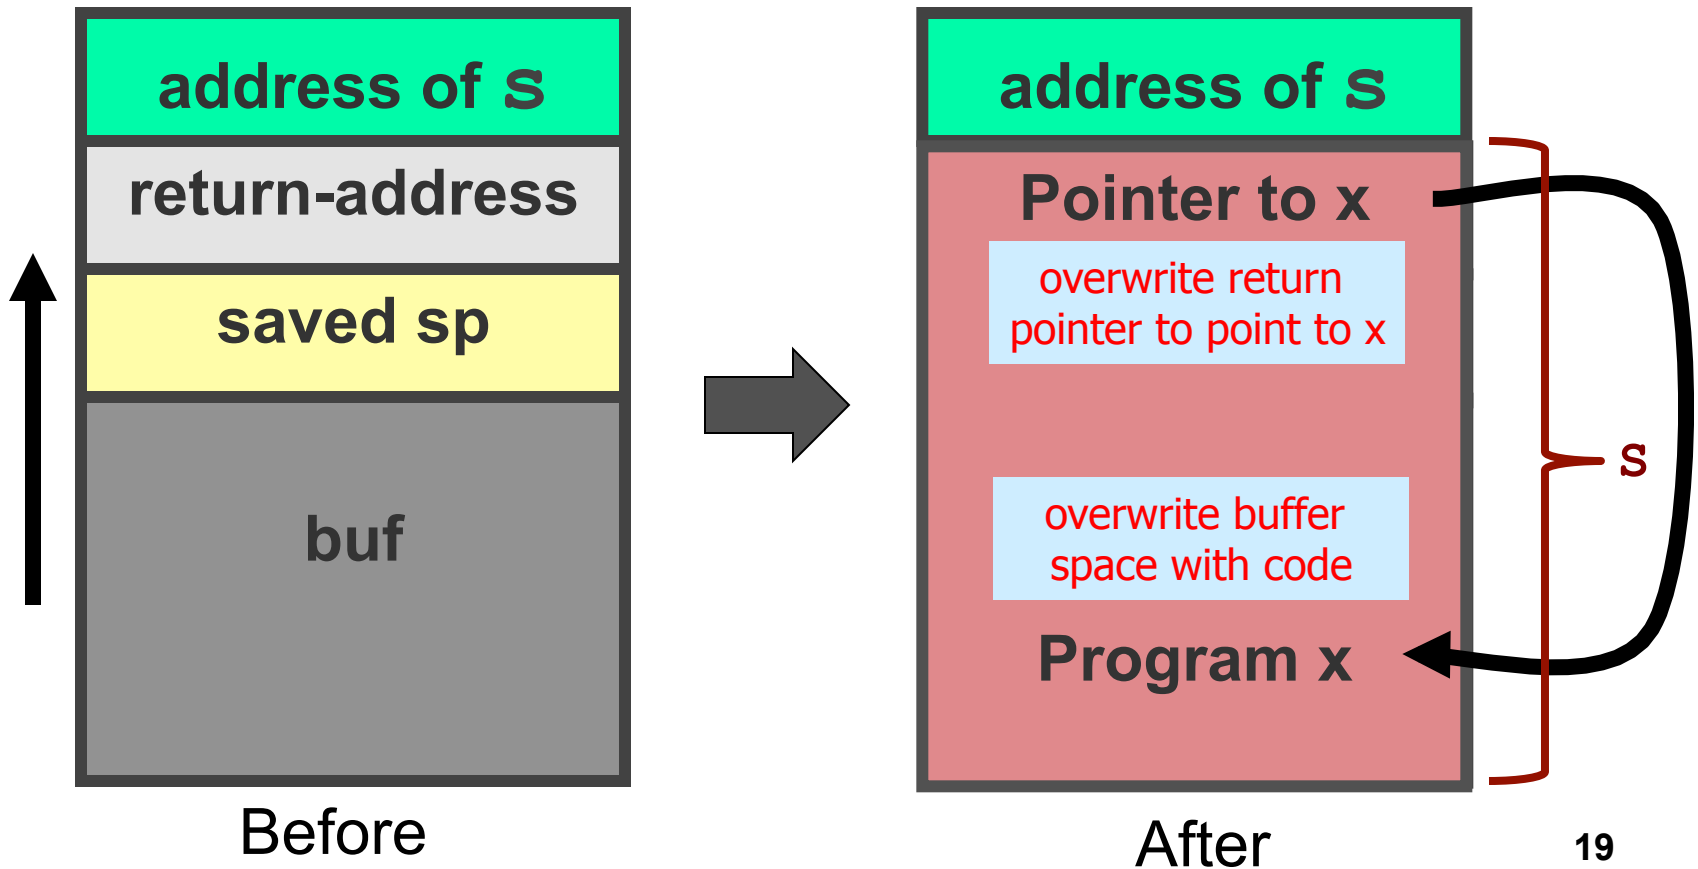 address of s
return-address
saved sp
buf
Before
address of s
Pointer to x
overwrite return
pointer to point to x
overwrite buffer
space with code
Program x
s
After
19